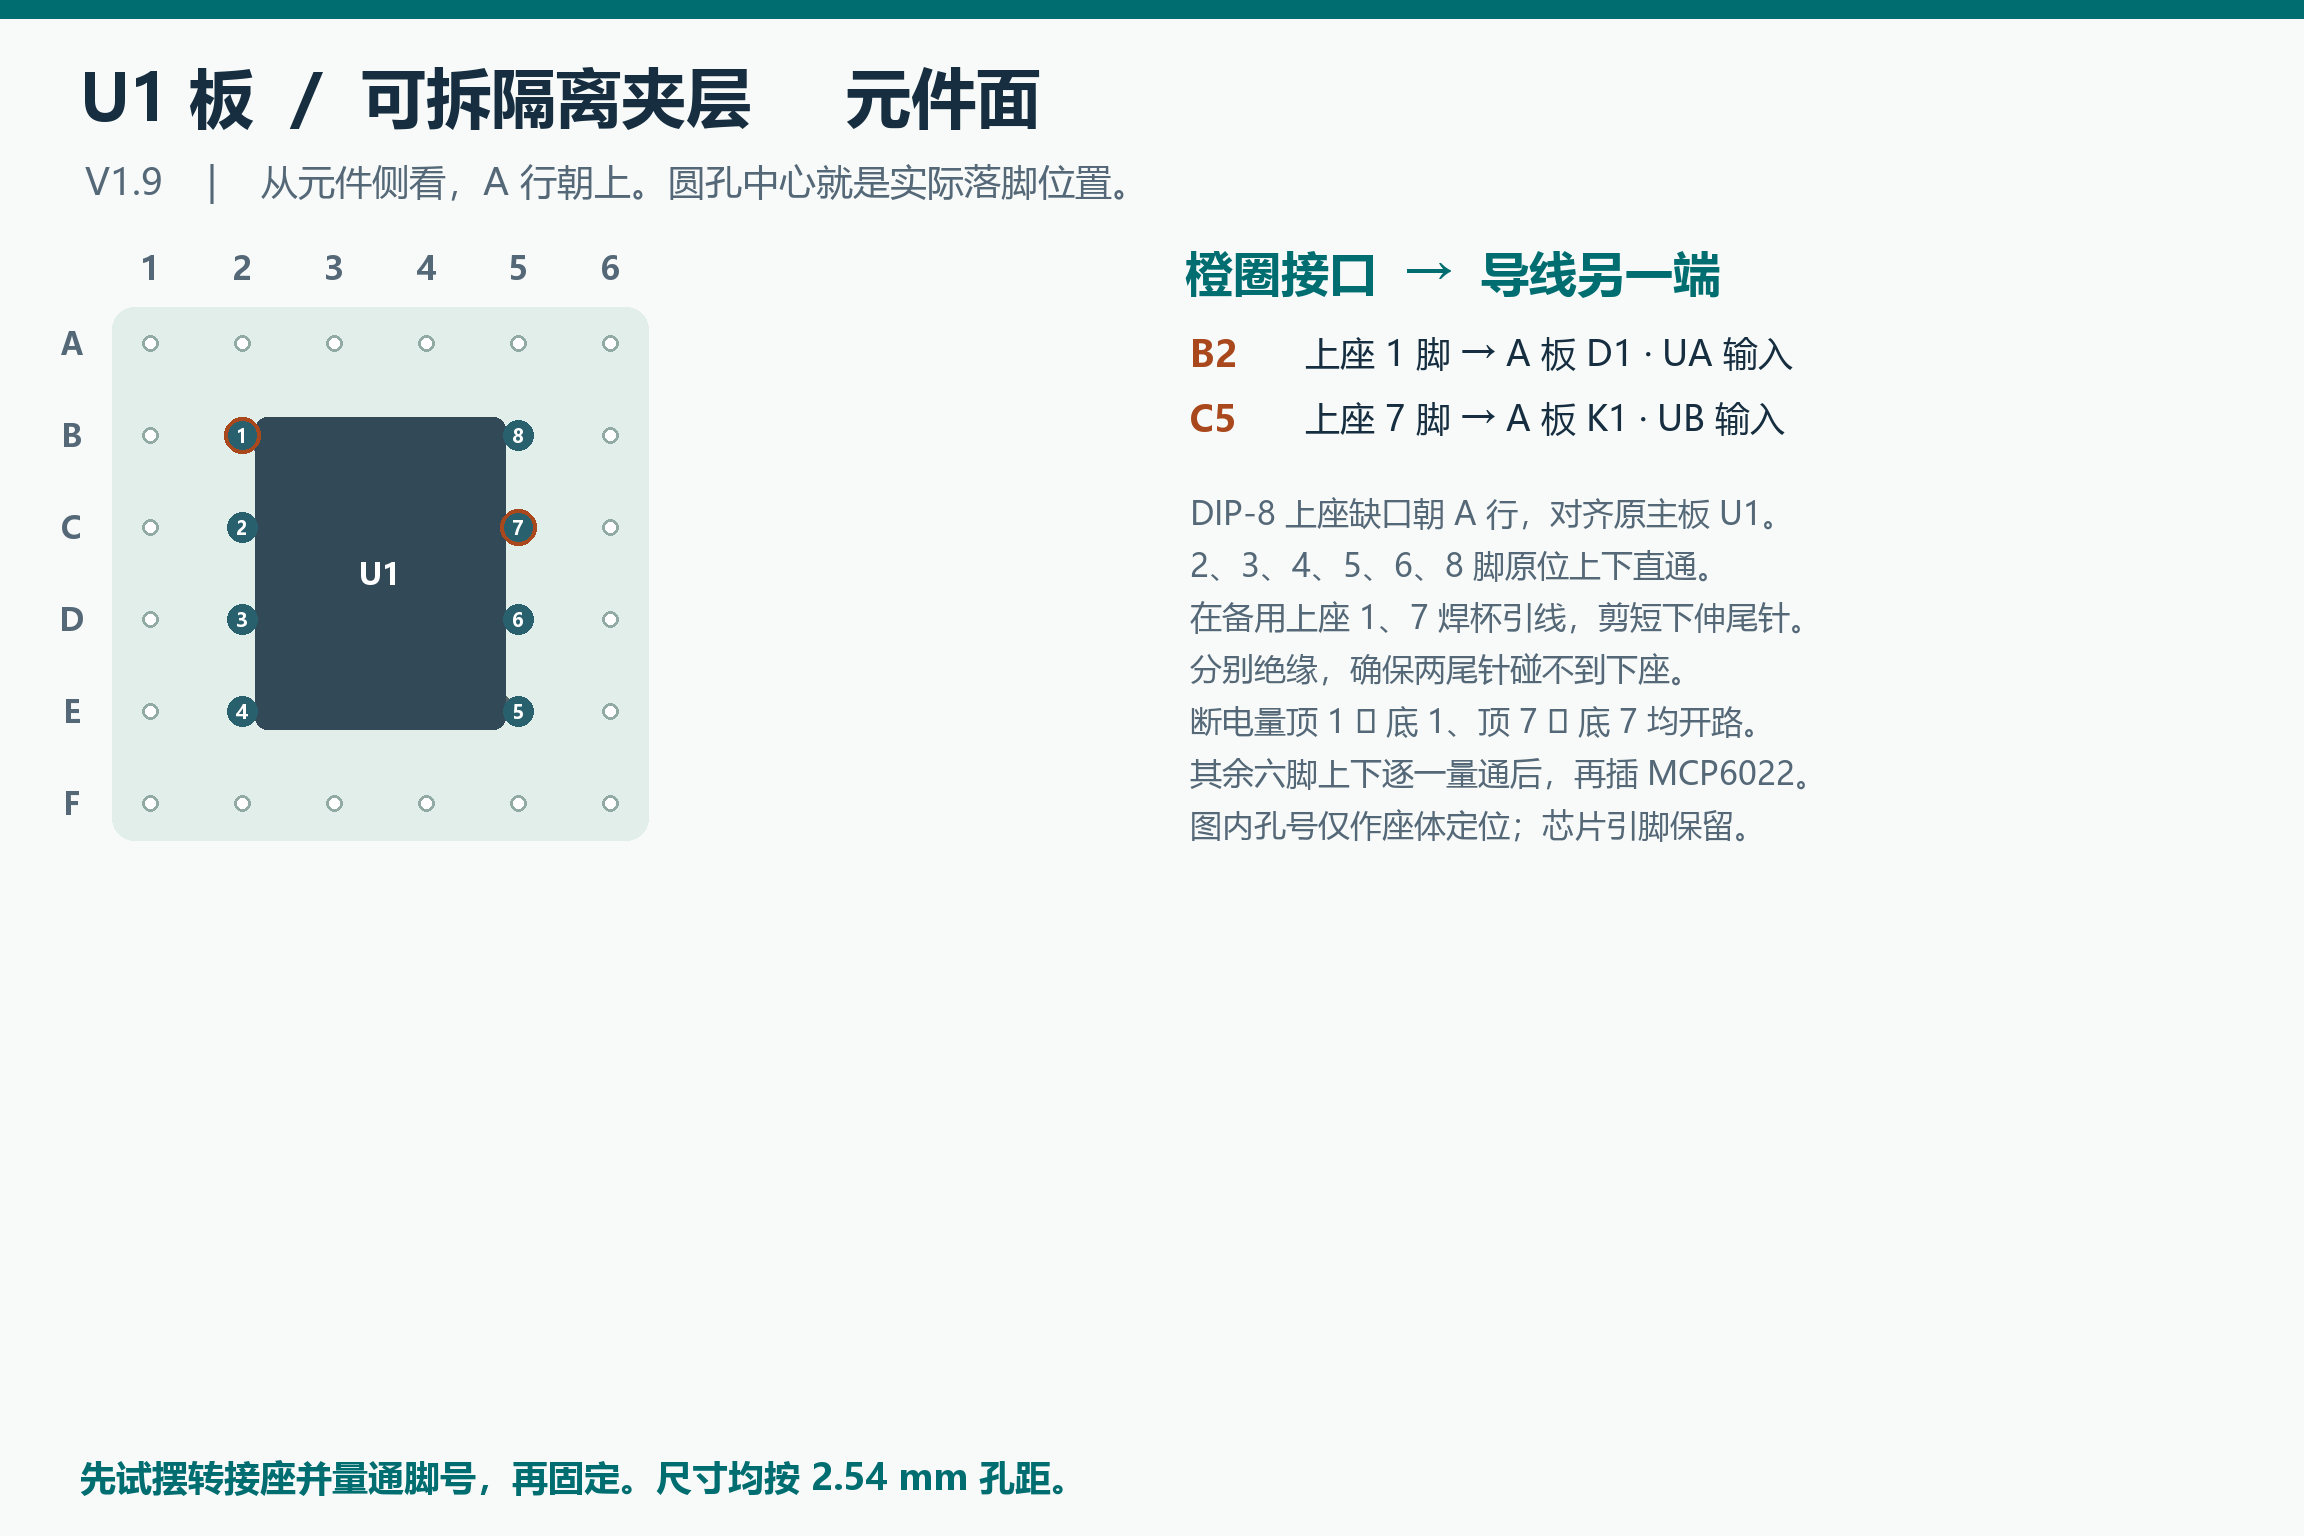 U1 板 / 可拆隔离夹层 元件面
V1.9 | 从元件侧看，A 行朝上。圆孔中心就是实际落脚位置。
1 2 3 4 5 6
A
B
C
D
E
F
1
8
2
7
U1
3
6
4
5
橙圈接口 → 导线另一端
B2 上座 1 脚 → A 板 D1 · UA 输入
C5 上座 7 脚 → A 板 K1 · UB 输入
DIP-8 上座缺口朝 A 行，对齐原主板 U1。
2、3、4、5、6、8 脚原位上下直通。
在备用上座 1、7 焊杯引线，剪短下伸尾针。
分别绝缘，确保两尾针碰不到下座。
断电量顶 1 □ 底 1、顶 7 □ 底 7 均开路。
其余六脚上下逐一量通后，再插 MCP6022。
图内孔号仅作座体定位；芯片引脚保留。
先试摆转接座并量通脚号，再固定。尺寸均按 2.54 mm 孔距。